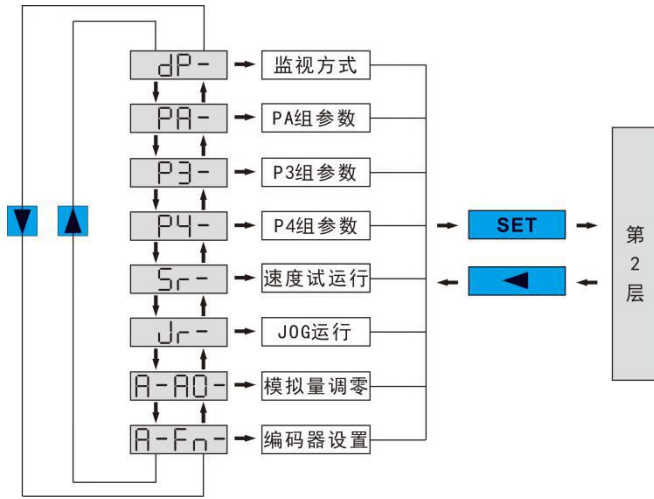 dP-
监视方式
PA-
PA组参数
P3-
P3组参数
P4-
P4组参数
SET
Sr-
速度试运行
Jr-
JOG运行
A-A0-
模拟量调零
A-Fn-
编码器设置
第
2
层